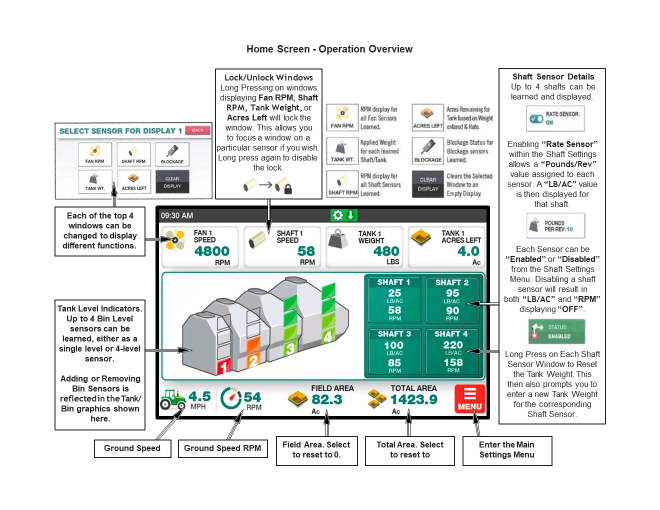 Home Screen - Operation Overview
Lock/Unlock Windows
Long Pressing on windows
displaying Fan RPM, Shaft
RPM, Tank Weight, or
Acres Left will lock the
window. This allows you
to focus a window on a
particular sensor if you wish.
Long press again to disable
the lock.
SELECT SENSOR FOR DISPLAY 1
BACK
FAN RPM
SHAFT RPM
BLOCKAGE
TANK WT.
ACRES LEFT
CLEAR
DISPLAY
Each of the top 4
windows can be
changed to display
different functions.
FAN RPM
RPM display for
all Fan Sensors
Learned.
ACRES LEFT
Acres Remaining for
Tank based on Weight
entered & Rate.
TANK WT.
Applied Weight
for each learned
Shaft/Tank.
BLOCKAGE
Blockage Status for
Blockage sensors
Learned.
SHAFT RPM
RPM display for
all Shaft Sensors
Learned.
CLEAR
DISPLAY
Clears the Selected
Window to an
Empty Display.
Shaft Sensor Details
Up to 4 shafts can be
learned and displayed.
RATE SENSOR:
ON
Enabling “Rate Sensor”
within the Shaft Settings
allows a “Pounds/Rev”
value assigned to each
sensor. A “LB/AC” value
is then displayed for
that shaft.
POUNDS
PER REV: 10
Each Sensor can be
“Enabled” or “Disabled”
from the Shaft Settings
Menu. Disabling a shaft
sensor will result in
both “LB/AC” and “RPM”
displaying “OFF”.
STATUS:
ENABLED
Long Press on Each Shaft
Sensor Window to Reset
the Tank Weight. This
then also prompts you to
enter a new Tank Weight
for the corresponding
Shaft Sensor.
09:30 AM
FAN 1
SPEED
4800
RPM
SHAFT 1
SPEED
58
RPM
TANK 1
WEIGHT
480
LBS
TANK 1
ACRES LEFT
4.0
Ac
Tank Level Indicators.
Up to 4 Bin Level
sensors can be
learned, either as a
single level or 4-level
sensor.
Adding or Removing
Bin Sensors is
reflected in the Tank/
Bin graphics shown
here.
1
2
3
4
SHAFT 1
25
LB/AC
58
RPM
SHAFT 2
95
LB/AC
90
RPM
SHAFT 3
100
LB/AC
85
RPM
SHAFT 4
220
LB/AC
158
RPM
4.5
MPH
54
RPM
FIELD AREA
82.3
Ac
TOTAL AREA
1423.9
Ac
MENU
Ground Speed
Ground Speed RPM
Field Area. Select
to reset to 0.
Total Area. Select
to reset to
Enter the Main
Settings Menu